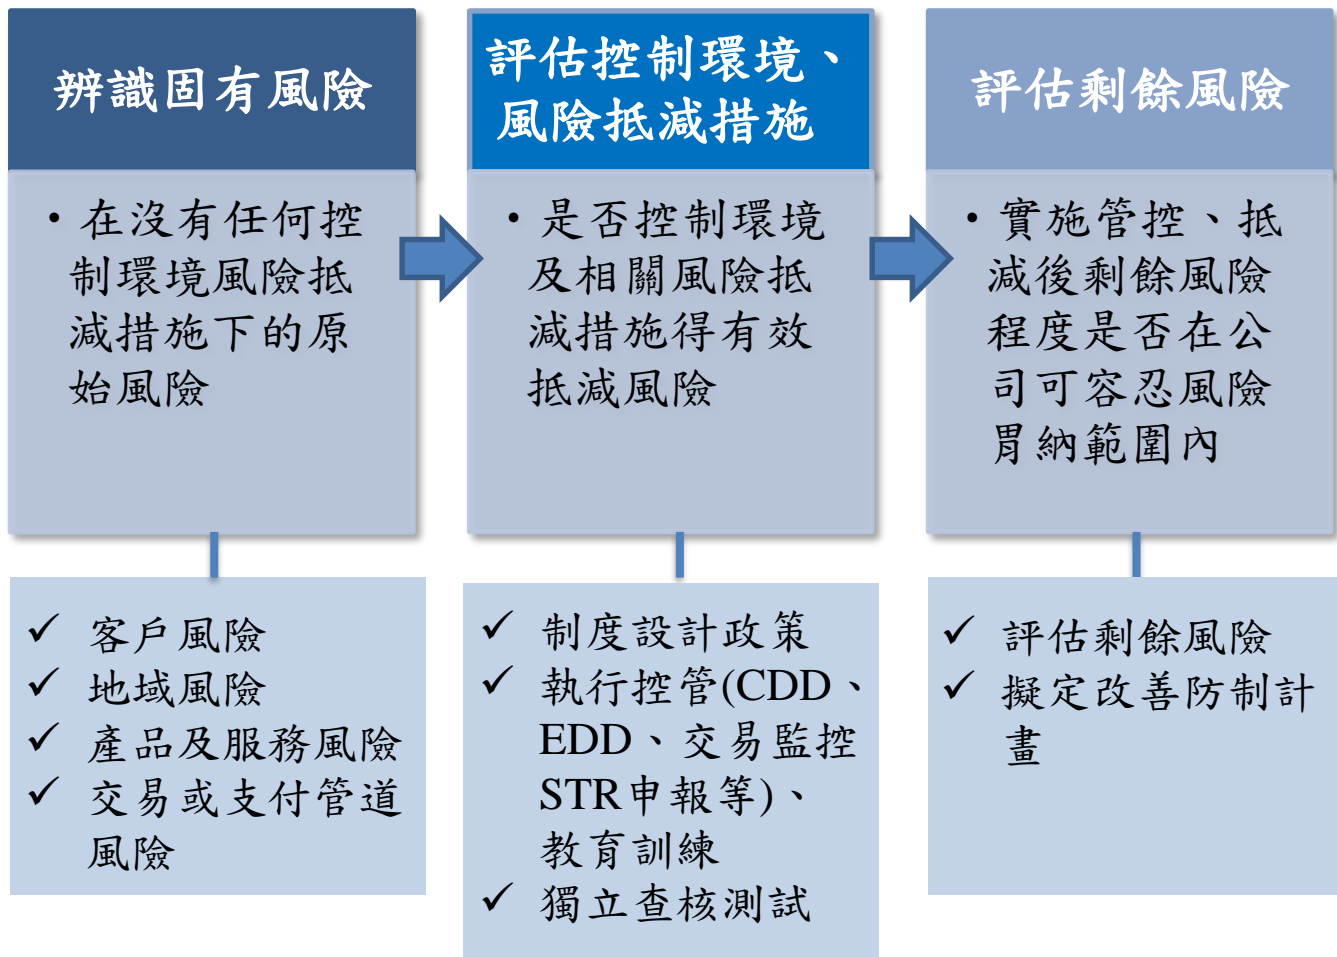 辨識固有風險
• 在沒有任何控
制環境風險抵
減措施下的原
始風險
評估控制環境、
風險抵減措施
• 是否控制環境
及相關風險抵
減措施得有效
抵減風險
評估剩餘風險
• 實施管控、抵
減後剩餘風險
程度是否在公
司可容忍風險
胃納範圍內
✓ 客戶風險
✓ 地域風險
✓ 產品及服務風險
✓ 交易或支付管道
風險
✓ 制度設計政策
✓ 執行控管(CDD、
EDD、交易監控
STR申報等)、
教育訓練
✓ 獨立查核測試
✓ 評估剩餘風險
✓ 擬定改善防制計
畫